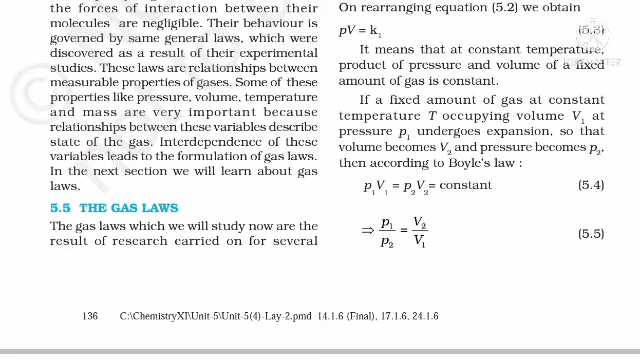 the forces of interaction between their
molecules are negligible. Their behaviour is
governed by same general laws, which were
discovered as a result of their experimental
studies. These laws are relationships between
measurable properties of gases. Some of these
properties like pressure, volume, temperature
and mass are very important because
relationships between these variables describe
state of the gas. Interdependence of these
variables leads to the formulation of gas laws.
In the next section we will learn about gas
laws.
5.5 THE GAS LAWS
The gas laws which we will study now are the
result of research carried on for several
On rearranging equation (5.2) we obtain
pV = k₁ (5.3)
It means that at constant temperature,
product of pressure and volume of a fixed
amount of gas is constant.
If a fixed amount of gas at constant
temperature T occupying volume V₁ at
pressure p₁ undergoes expansion, so that
volume becomes V₂ and pressure becomes p₂,
then according to Boyle's law :
p₁V₁ = p₂V₂ = constant (5.4)
⇒ p₁/p₂ = V₂/V₁ (5.5)
136 C:\ChemistryXI\Unit-5\Unit-5(4)-Lay-2.pmd 14.1.6 (Final), 17.1.6, 24.1.6